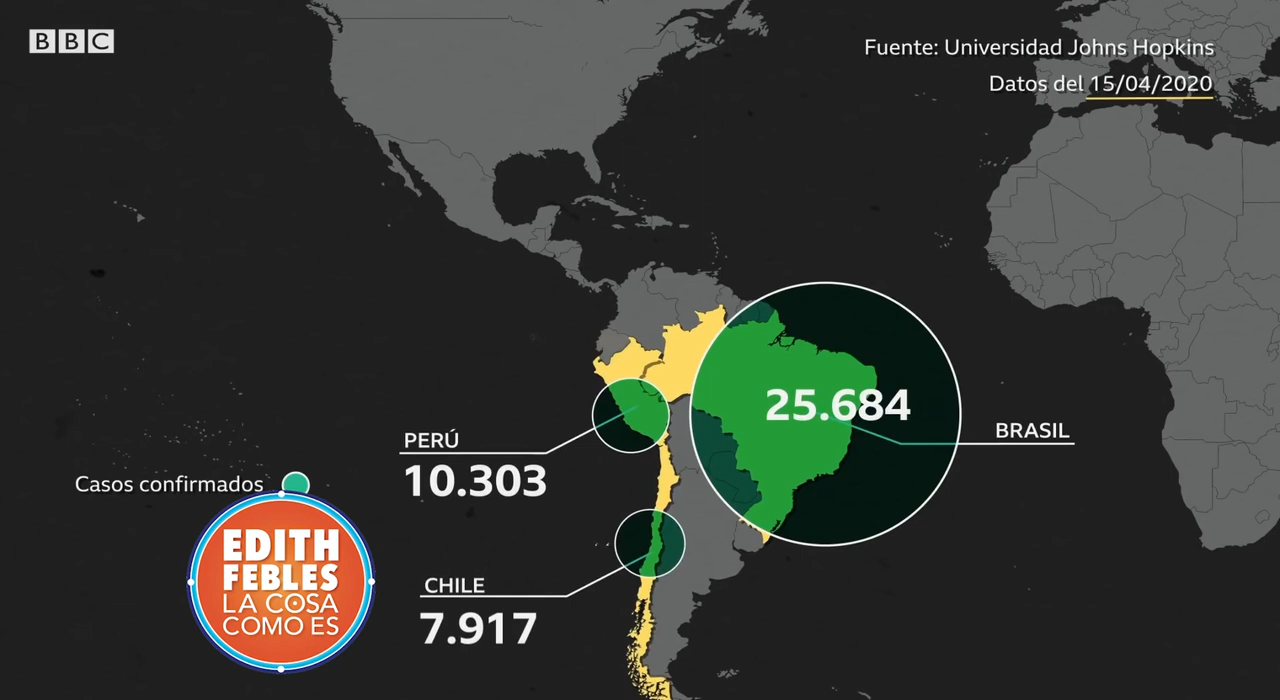 BBC
Fuente: Universidad Johns Hopkins
Datos del 15/04/2020
25.684
BRASIL
PERÚ
10.303
Casos confirmados
CHILE
7.917
EDITH
FEBLES
LA COSA
COMO ES